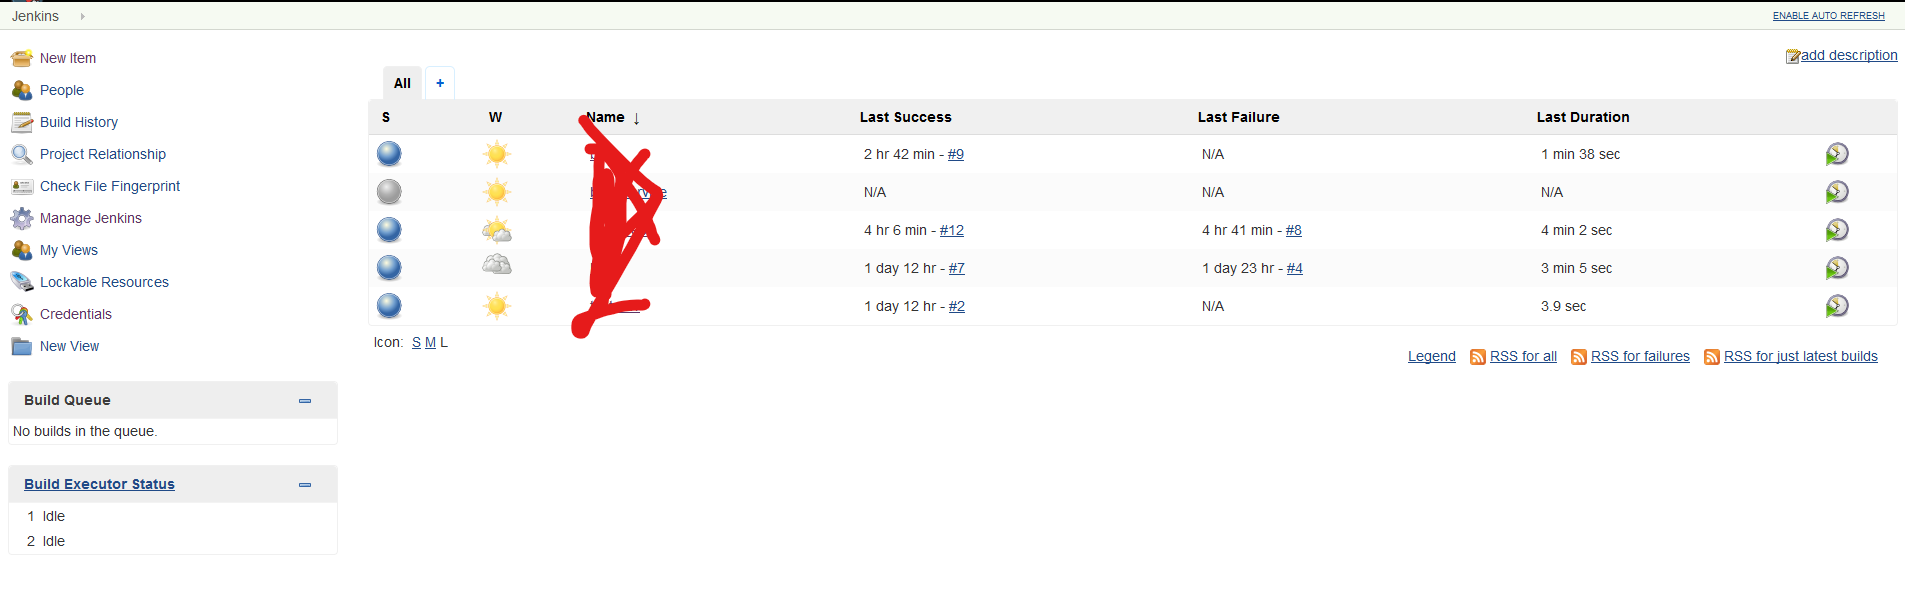 Jenkins
ENABLE AUTO REFRESH
New Item
People
Build History
Project Relationship
Check File Fingerprint
Manage Jenkins
My Views
Lockable Resources
Credentials
New View
Build Queue
No builds in the queue.
Build Executor Status
1 Idle
2 Idle
add description
All +
S W Name ↓ Last Success Last Failure Last Duration
2 hr 42 min - #9 N/A 1 min 38 sec
N/A N/A N/A
4 hr 6 min - #12 4 hr 41 min - #8 4 min 2 sec
1 day 12 hr - #7 1 day 23 hr - #4 3 min 5 sec
1 day 12 hr - #2 N/A 3.9 sec
Icon: S M L
Legend RSS for all RSS for failures RSS for just latest builds